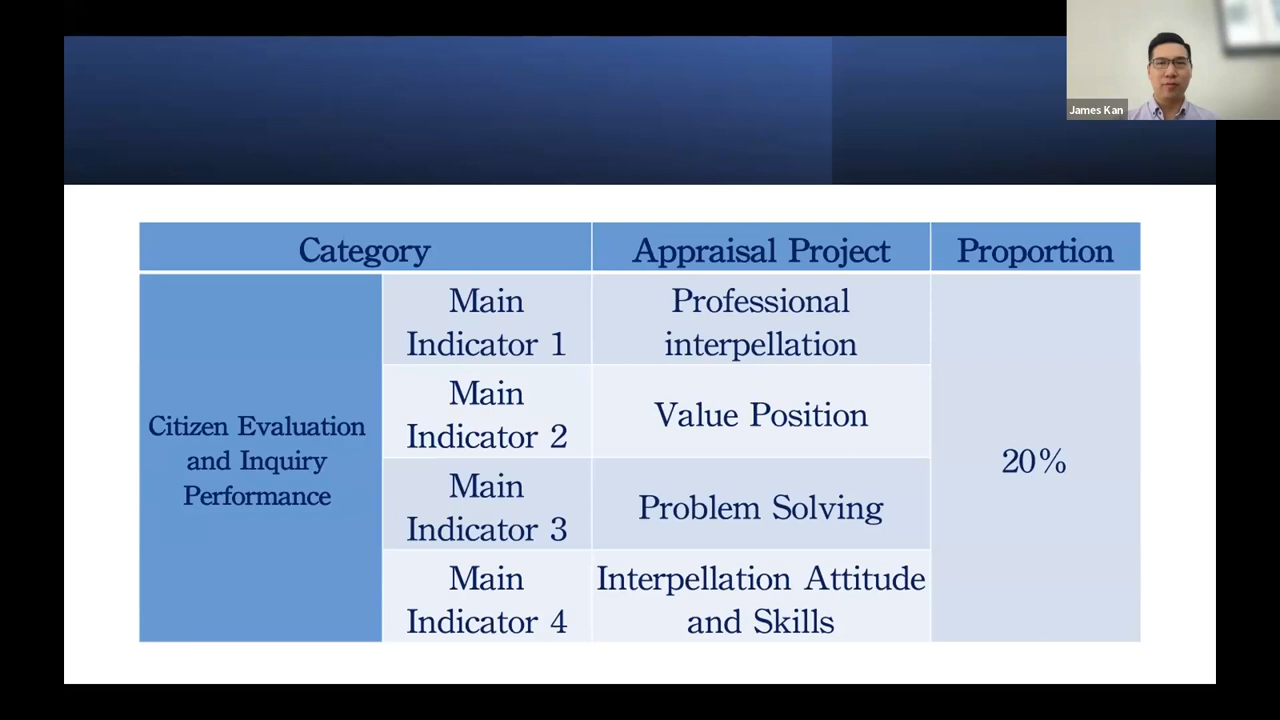 James Kan
Category Appraisal Project Proportion
Citizen Evaluation
and Inquiry
Performance
Main
Indicator 1
Professional
interpellation
Main
Indicator 2
Value Position
Main
Indicator 3
Problem Solving
Main
Indicator 4
Interpellation Attitude
and Skills
20%